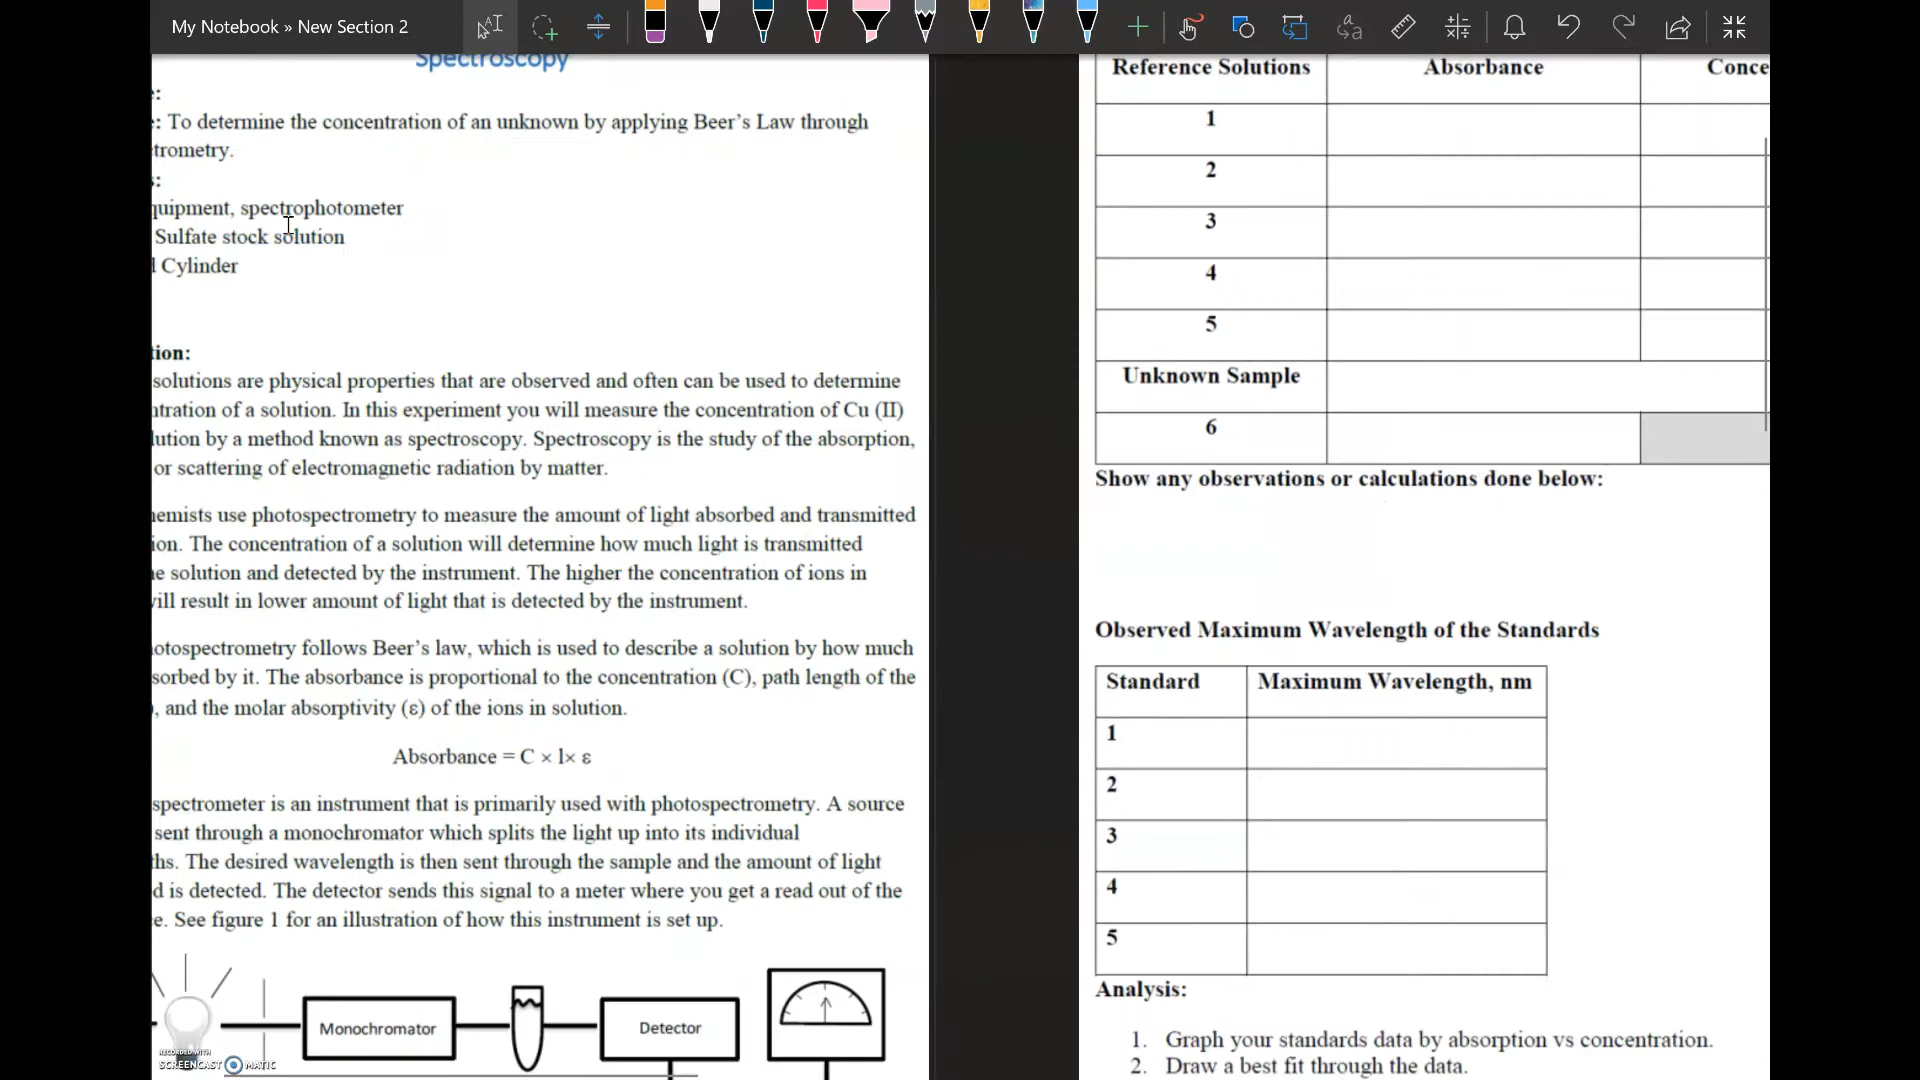 My Notebook » New Section 2
Spectroscopy
e:
: To determine the concentration of an unknown by applying Beer’s Law through
trometry.
s:
quipment, spectrophotometer
Sulfate stock solution
l Cylinder
tion:
solutions are physical properties that are observed and often can be used to determine
ntration of a solution. In this experiment you will measure the concentration of Cu (II)
lution by a method known as spectroscopy. Spectroscopy is the study of the absorption,
or scattering of electromagnetic radiation by matter.
emists use photospectrometry to measure the amount of light absorbed and transmitted
ion. The concentration of a solution will determine how much light is transmitted
e solution and detected by the instrument. The higher the concentration of ions in
vill result in lower amount of light that is detected by the instrument.
otospectrometry follows Beer’s law, which is used to describe a solution by how much
sorbed by it. The absorbance is proportional to the concentration (C), path length of the
), and the molar absorptivity (ε) of the ions in solution.
Absorbance = C × l× ε
spectrometer is an instrument that is primarily used with photospectrometry. A source
sent through a monochromator which splits the light up into its individual
ths. The desired wavelength is then sent through the sample and the amount of light
d is detected. The detector sends this signal to a meter where you get a read out of the
e. See figure 1 for an illustration of how this instrument is set up.
Monochromator
Detector
RECORDED WITH
SCREENCAST MATIC
Reference Solutions Absorbance Conce
1
2
3
4
5
Unknown Sample
6
Show any observations or calculations done below:
Observed Maximum Wavelength of the Standards
Standard Maximum Wavelength, nm
1
2
3
4
5
Analysis:
1. Graph your standards data by absorption vs concentration.
2. Draw a best fit through the data.